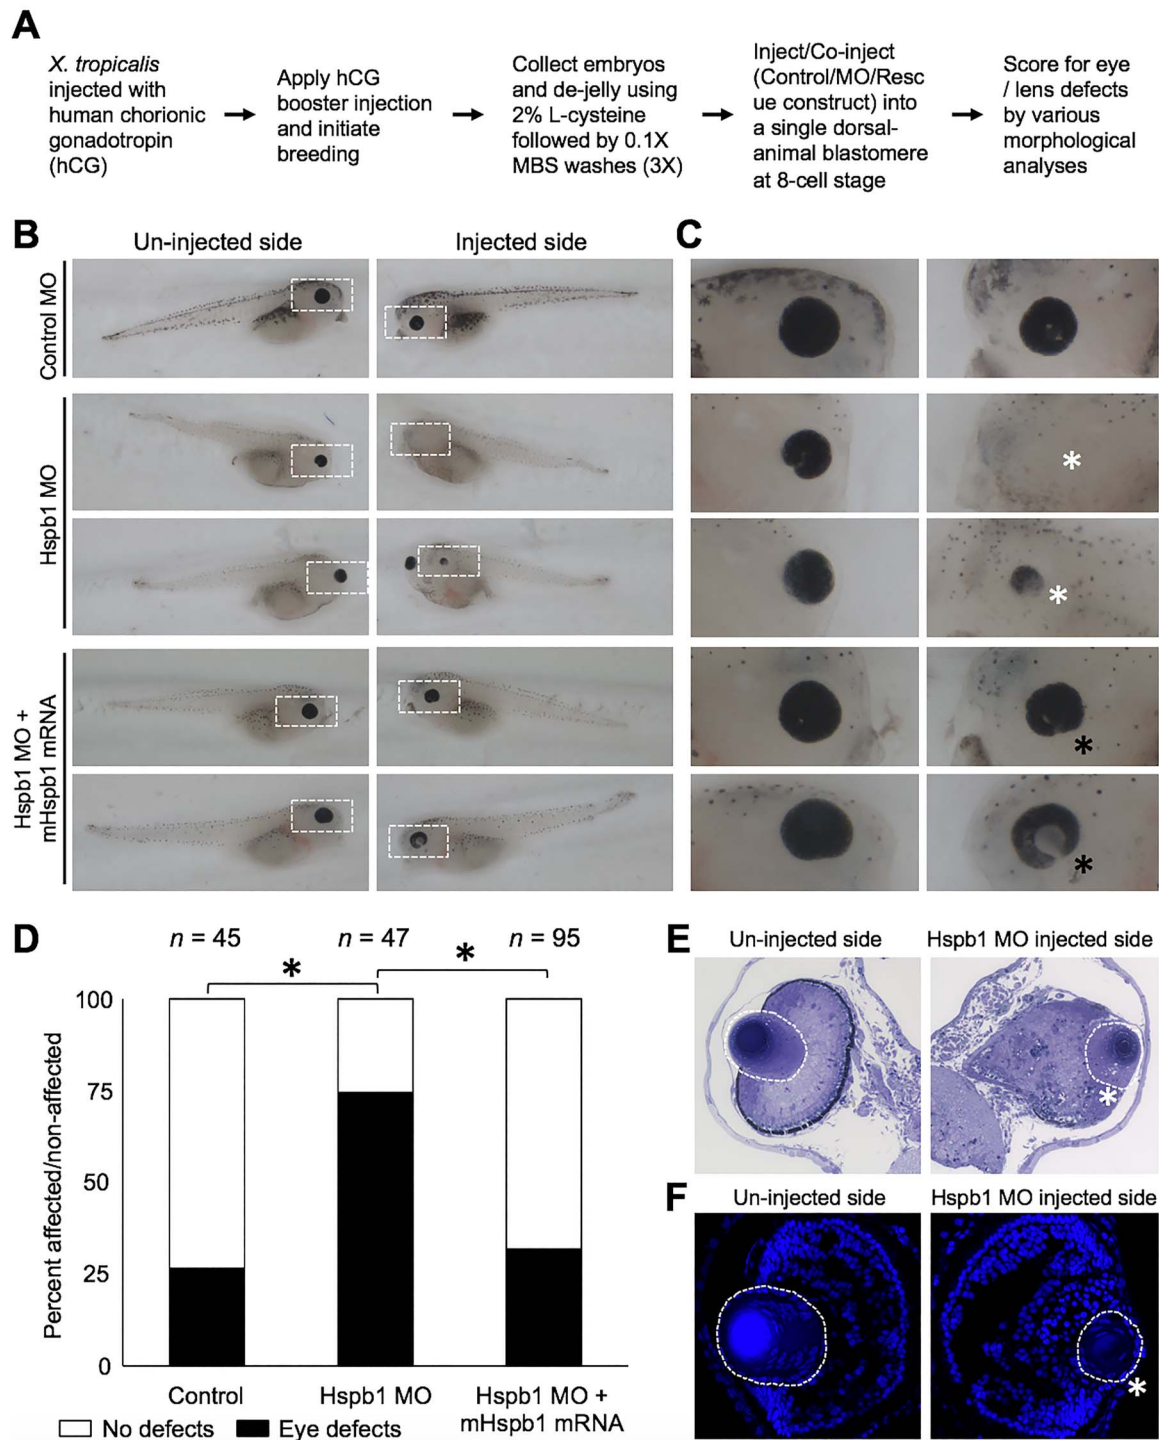 A
X. tropicalis
injected with
human chorionic
gonadotropin
(hCG)
Apply hCG
booster injection
and initiate
breeding
Collect embryos
and de-jelly using
2% L-cysteine
followed by 0.1X
MBS washes (3X)
Inject/Co-inject
(Control/MO/Resc
ue construct) into
a single dorsal-
animal blastomere
at 8-cell stage
Score for eye
/ lens defects
by various
morphological
analyses
B
Un-injected side
Injected side
C
Control MO
Hspb1 MO
Hspb1 MO +
mHspb1 mRNA
*
*
*
*
D
n = 45
n = 47
n = 95
*
*
Percent affected/non-affected
100
75
50
25
0
Control
Hspb1 MO
Hspb1 MO +
mHspb1 mRNA
No defects
Eye defects
E
Un-injected side
Hspb1 MO injected side
*
F
Un-injected side
Hspb1 MO injected side
*